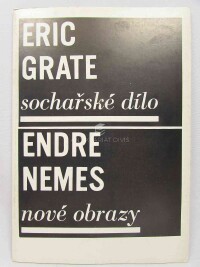 ERIC
GRATE
sochařské dílo
ENDRE
NEMES
nové obrazy